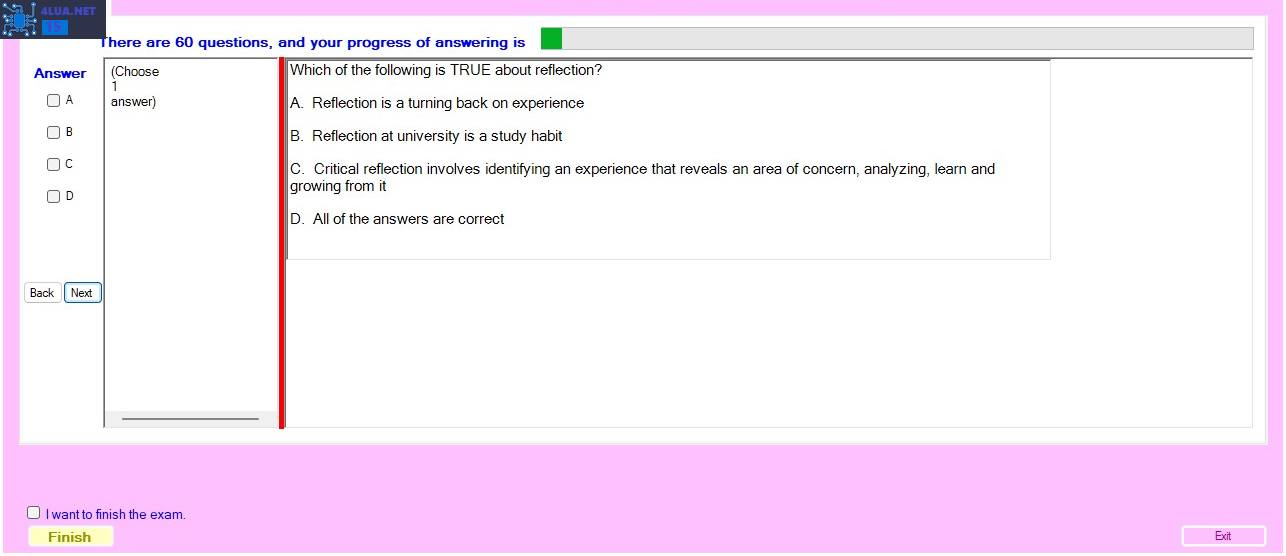 4LUA.NET
15
There are 60 questions, and your progress of answering is
Answer
A
B
C
D
Back
Next
(Choose
1
answer)
Which of the following is TRUE about reflection?
A. Reflection is a turning back on experience
B. Reflection at university is a study habit
C. Critical reflection involves identifying an experience that reveals an area of concern, analyzing, learn and
growing from it
D. All of the answers are correct
I want to finish the exam.
Finish
Exit